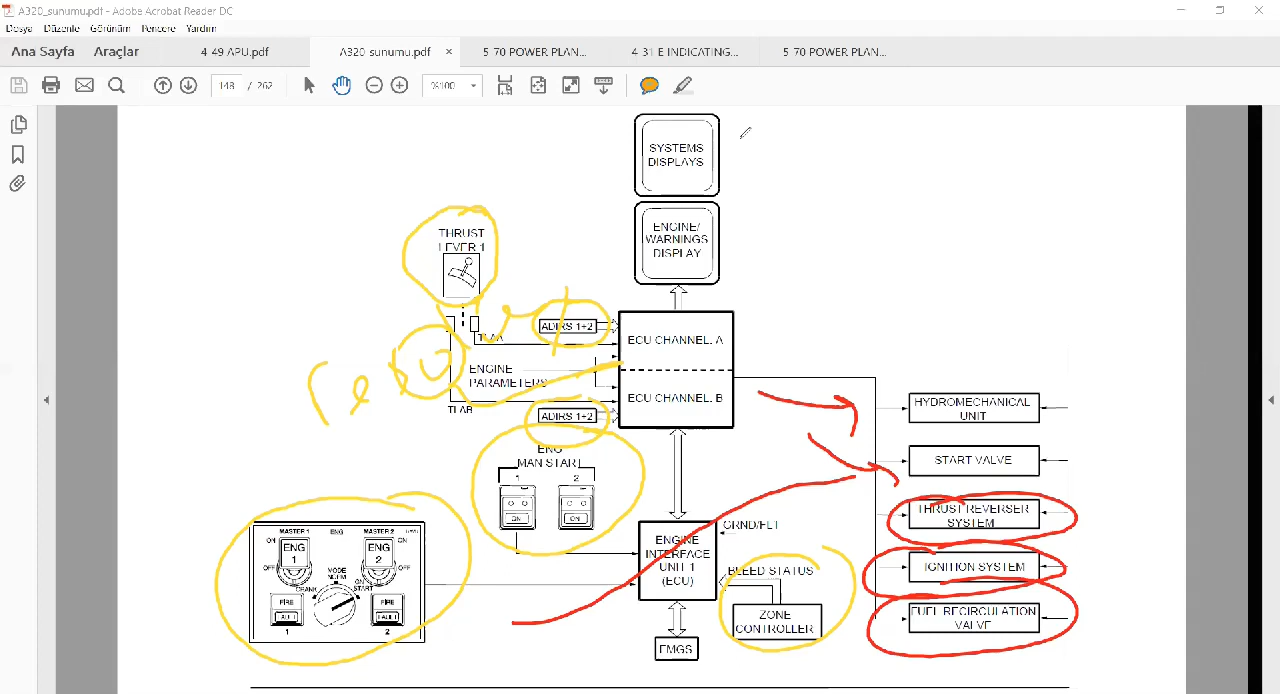 A320_sunumu.pdf - Adobe Acrobat Reader DC
Dosya Düzenle Görünüm Pencere Yardım
Ana Sayfa Araçlar 4-49 APU.pdf A320-sunumu.pdf × 5-70 POWER PLAN... 4-31 E INDICATING... 5-70 POWER PLAN...
148 / 262 %100
SYSTEMS
DISPLAYS
ENGINE/
WARNINGS
DISPLAY
THRUST
LEVER 1
ADIRS 1+2
TLAA
ECU CHANNEL. A
ENGINE
PARAMETERS
ECU CHANNEL. B
TLAB
ADIRS 1+2
HYDROMECHANICAL
UNIT
START VALVE
THRUST REVERSER
SYSTEM
IGNITION SYSTEM
FUEL RECIRCULATION
VALVE
ENG
MAN START
1 2
ON ON
GRND/FLT
ENGINE
INTERFACE
UNIT 1
(ECU)
BLEED STATUS
ZONE
CONTROLLER
FMGS
MASTER 1 ENG MASTER 2
ON ON
ENG
1
ENG
2
OFF OFF
MODE
NORM
CRANK
IGN
START
FIRE FIRE
FAULT FAULT
1 2